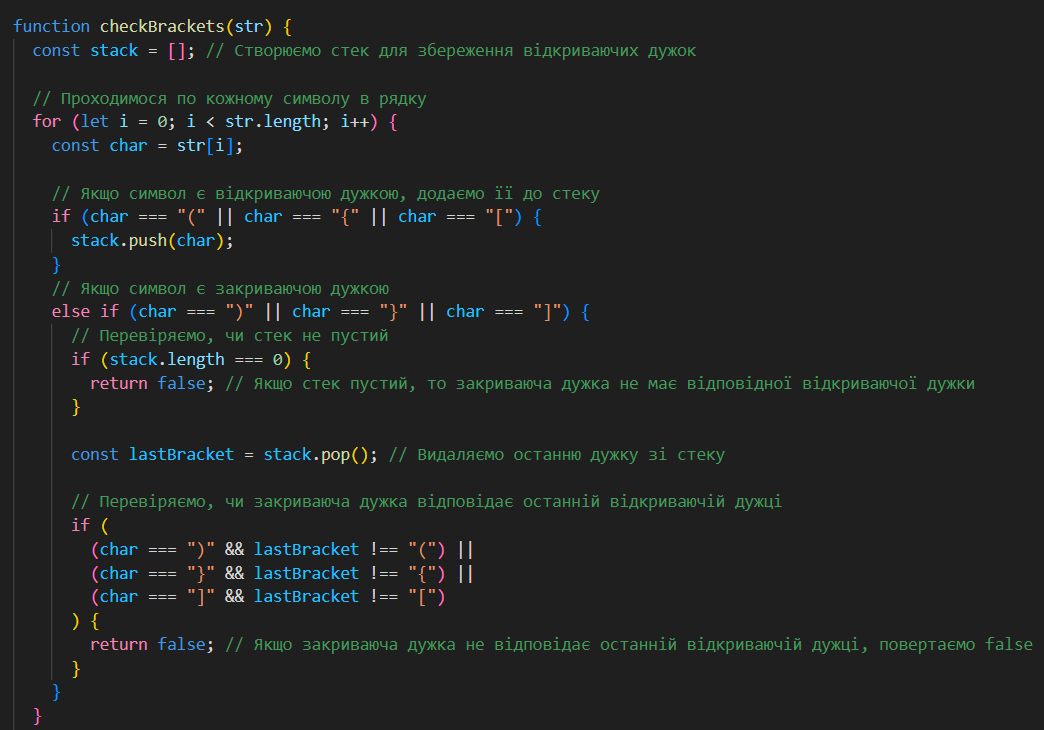 function checkBrackets(str) {
  const stack = []; // Створюємо стек для збереження відкриваючих дужок

  // Проходимося по кожному символу в рядку
  for (let i = 0; i < str.length; i++) {
    const char = str[i];

    // Якщо символ є відкриваючою дужкою, додаємо її до стеку
    if (char === "(" || char === "{" || char === "[") {
      stack.push(char);
    }
    // Якщо символ є закриваючою дужкою
    else if (char === ")" || char === "}" || char === "]") {
      // Перевіряємо, чи стек не пустий
      if (stack.length === 0) {
        return false; // Якщо стек пустий, то закриваюча дужка не має відповідної відкриваючої дужки
      }

      const lastBracket = stack.pop(); // Видаляємо останню дужку зі стеку

      // Перевіряємо, чи закриваюча дужка відповідає останній відкриваючій дужці
      if (
        (char === ")" && lastBracket !== "(") ||
        (char === "}" && lastBracket !== "{") ||
        (char === "]" && lastBracket !== "[")
      ) {
        return false; // Якщо закриваюча дужка не відповідає останній відкриваючій дужці, повертаємо false
      }
    }
  }